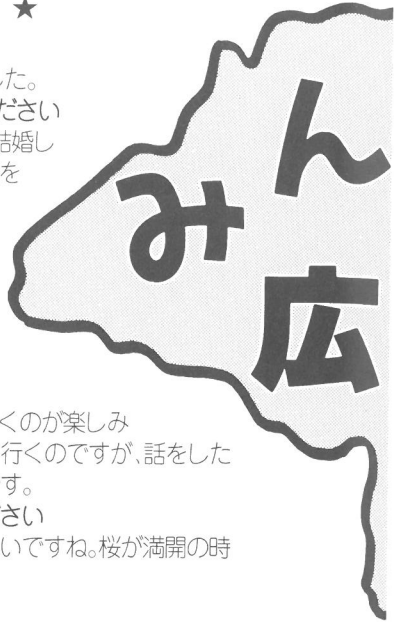 ★
した。
ださい
結婚し
を
みん
広
くのが楽しみ
行くのですが、話をした
す。
ださい
いですね。桜が満開の時